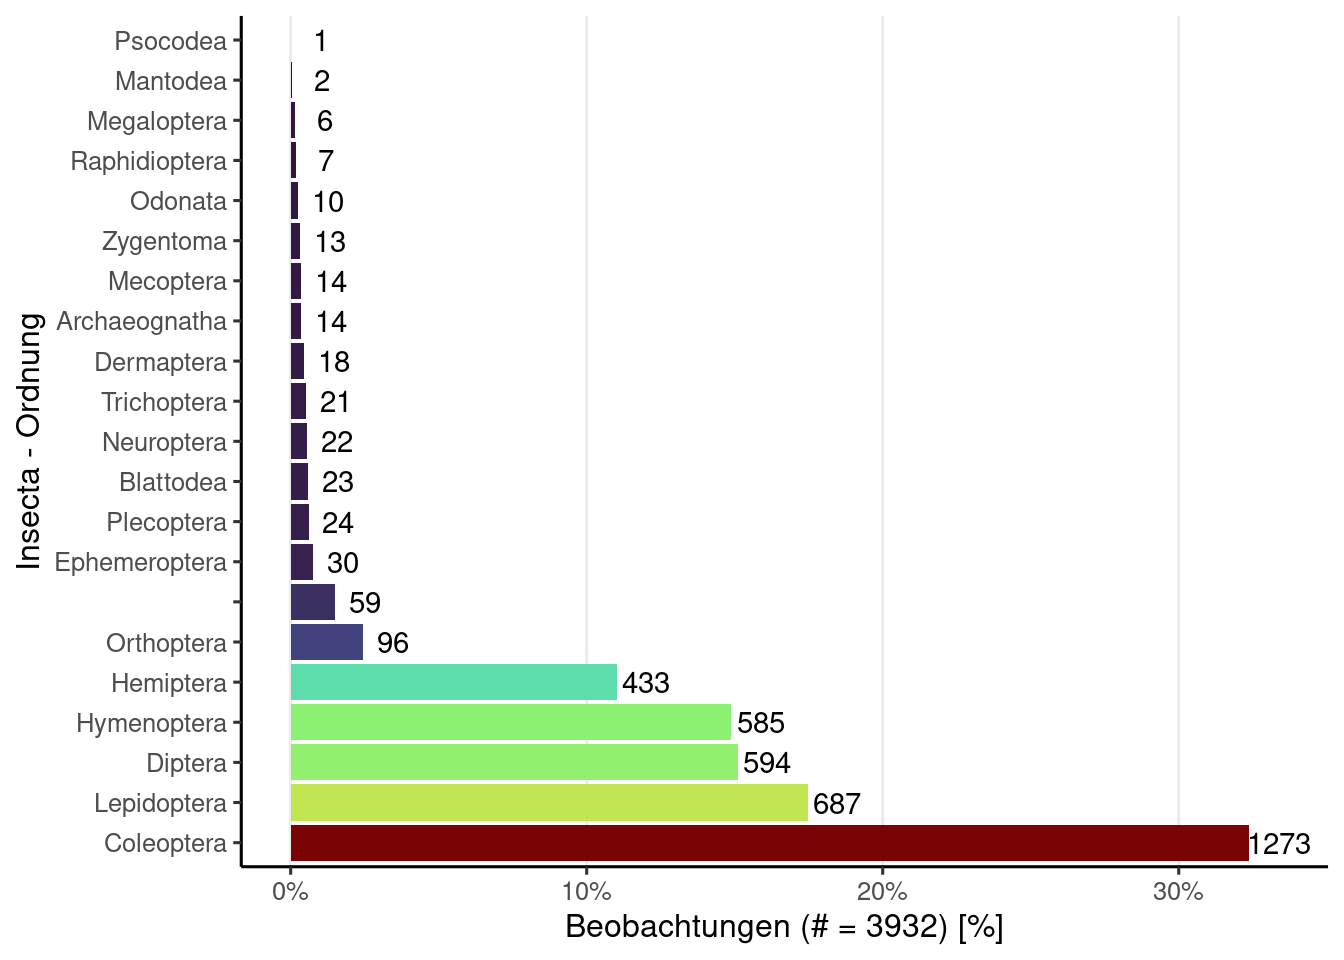 Insecta - Ordnung
Psocodea 1
Mantodea 2
Megaloptera 6
Raphidioptera 7
Odonata 10
Zygentoma 13
Mecoptera 14
Archaeognatha 14
Dermaptera 18
Trichoptera 21
Neuroptera 22
Blattodea 23
Plecoptera 24
Ephemeroptera 30
59
Orthoptera 96
Hemiptera 433
Hymenoptera 585
Diptera 594
Lepidoptera 687
Coleoptera 1273
0% 10% 20% 30%
Beobachtungen (# = 3932) [%]